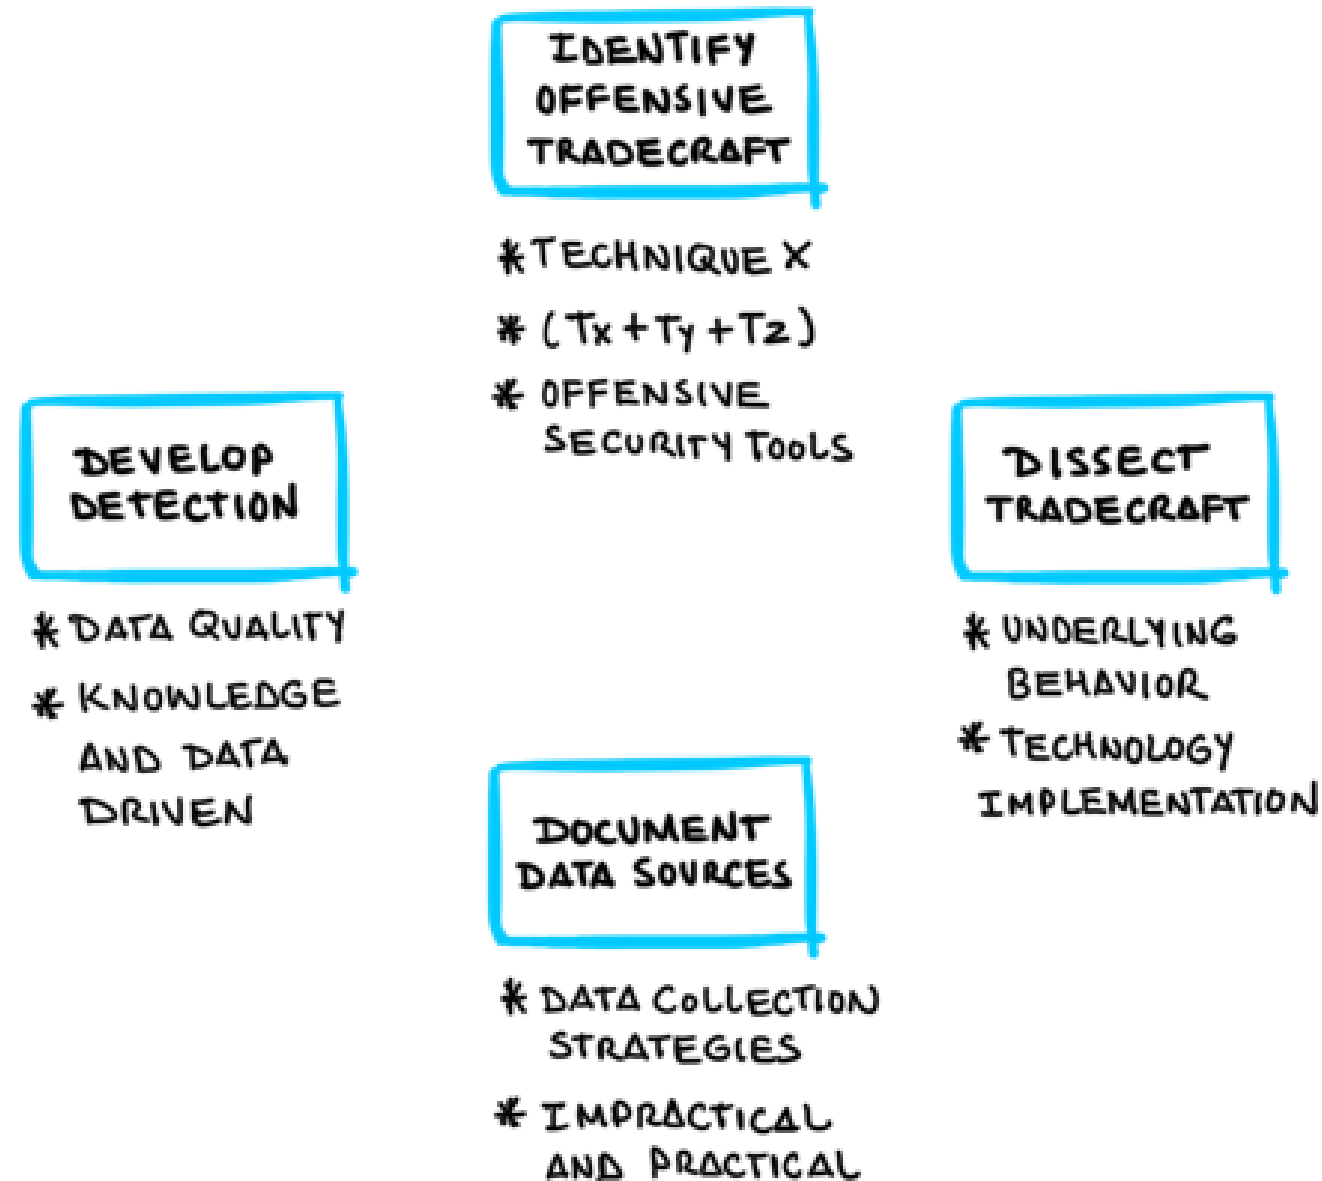 IDENTIFY
OFFENSIVE
TRADECRAFT
* TECHNIQUE X
* (Tx + Ty + Tz)
* OFFENSIVE
SECURITY TOOLS
DEVELOP
DETECTION
* DATA QUALITY
* KNOWLEDGE
AND DATA
DRIVEN
DISSECT
TRADECRAFT
* UNDERLYING
BEHAVIOR
* TECHNOLOGY
IMPLEMENTATION
DOCUMENT
DATA SOURCES
* DATA COLLECTION
STRATEGIES
* IMPRACTICAL
AND PRACTICAL